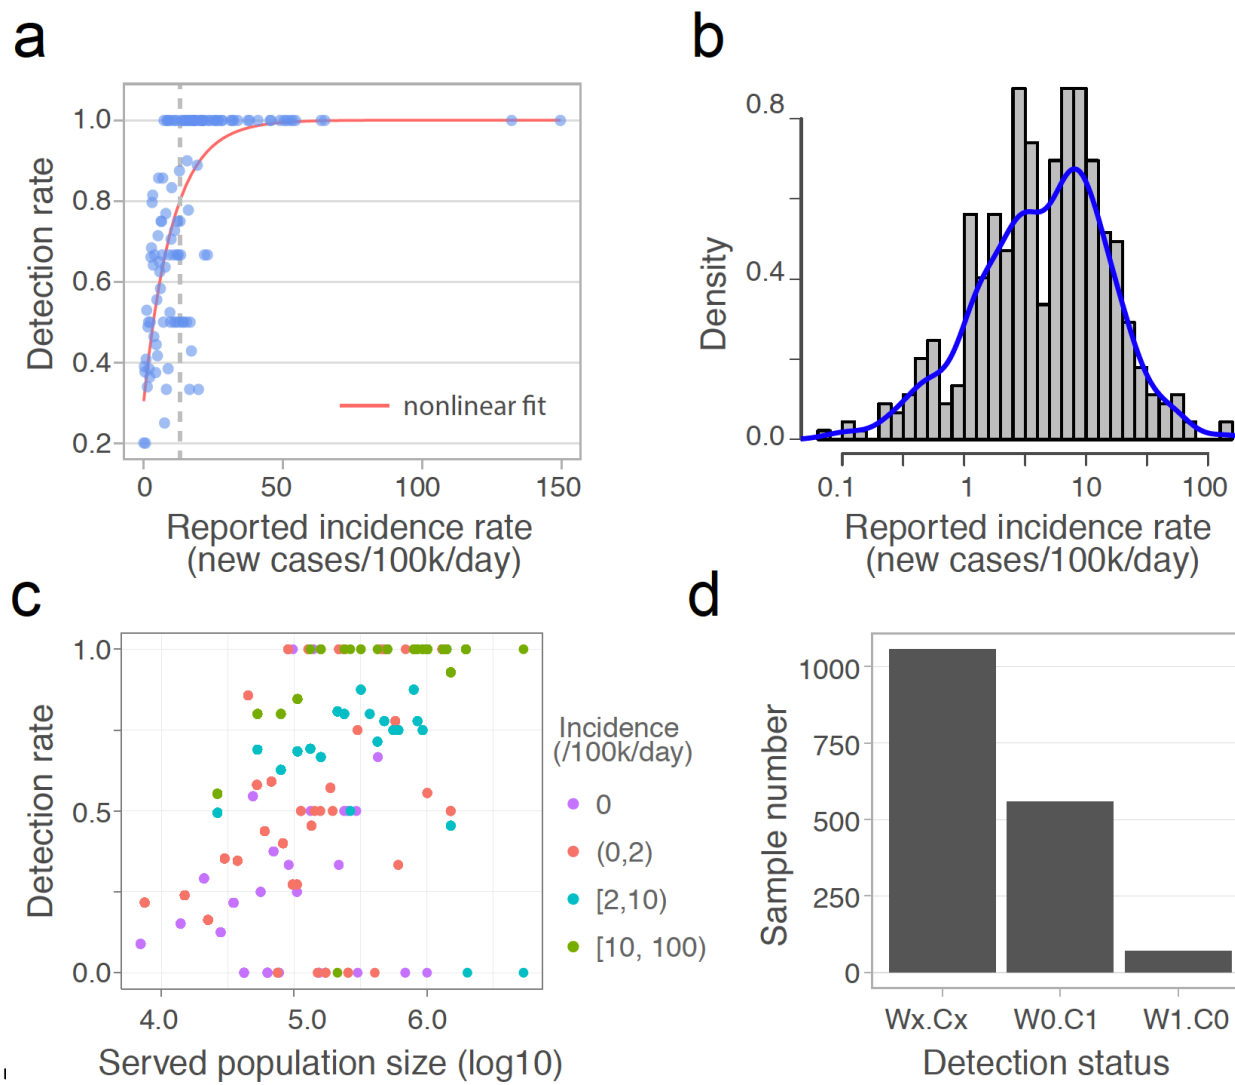 a
1.0
0.8
0.6
0.4
0.2
Detection rate
nonlinear fit
0 50 100 150
Reported incidence rate
(new cases/100k/day)
b
0.8
0.4
0.0
Density
0.1 1 10 100
Reported incidence rate
(new cases/100k/day)
c
1.0
0.5
0.0
Detection rate
4.0 5.0 6.0
Served population size (log10)
Incidence
(/100k/day)
0
(0,2)
[2,10)
[10, 100)
d
1000
750
500
250
0
Sample number
Wx.Cx W0.C1 W1.C0
Detection status